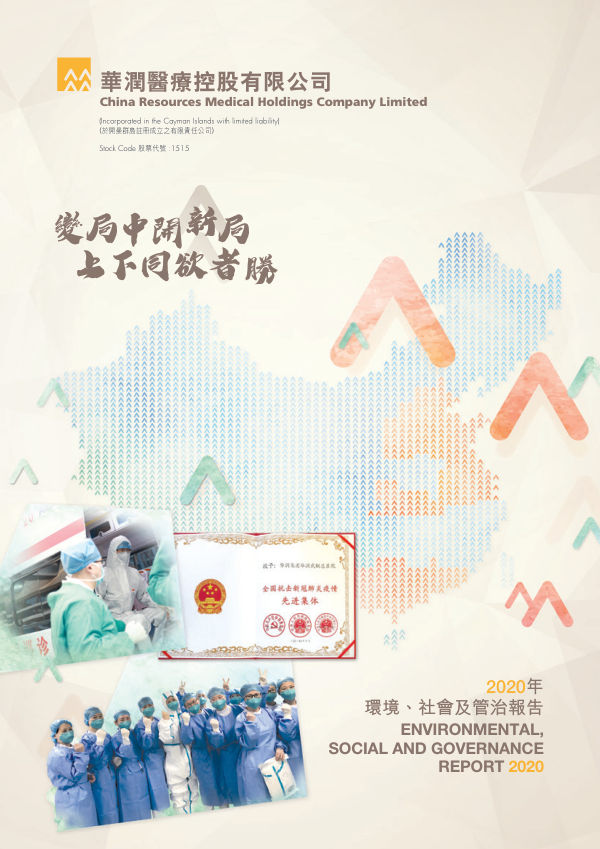 華潤醫療控股有限公司
China Resources Medical Holdings Company Limited
(Incorporated in the Cayman Islands with limited liability)
(於開曼群島註冊成立之有限責任公司)
Stock Code 股票代號 : 1515
變局中開新局
上下同欲者勝
授予:
全国抗击新冠肺炎疫情
先进集体
诊
2020年
環境、社會及管治報告
ENVIRONMENTAL,
SOCIAL AND GOVERNANCE
REPORT 2020